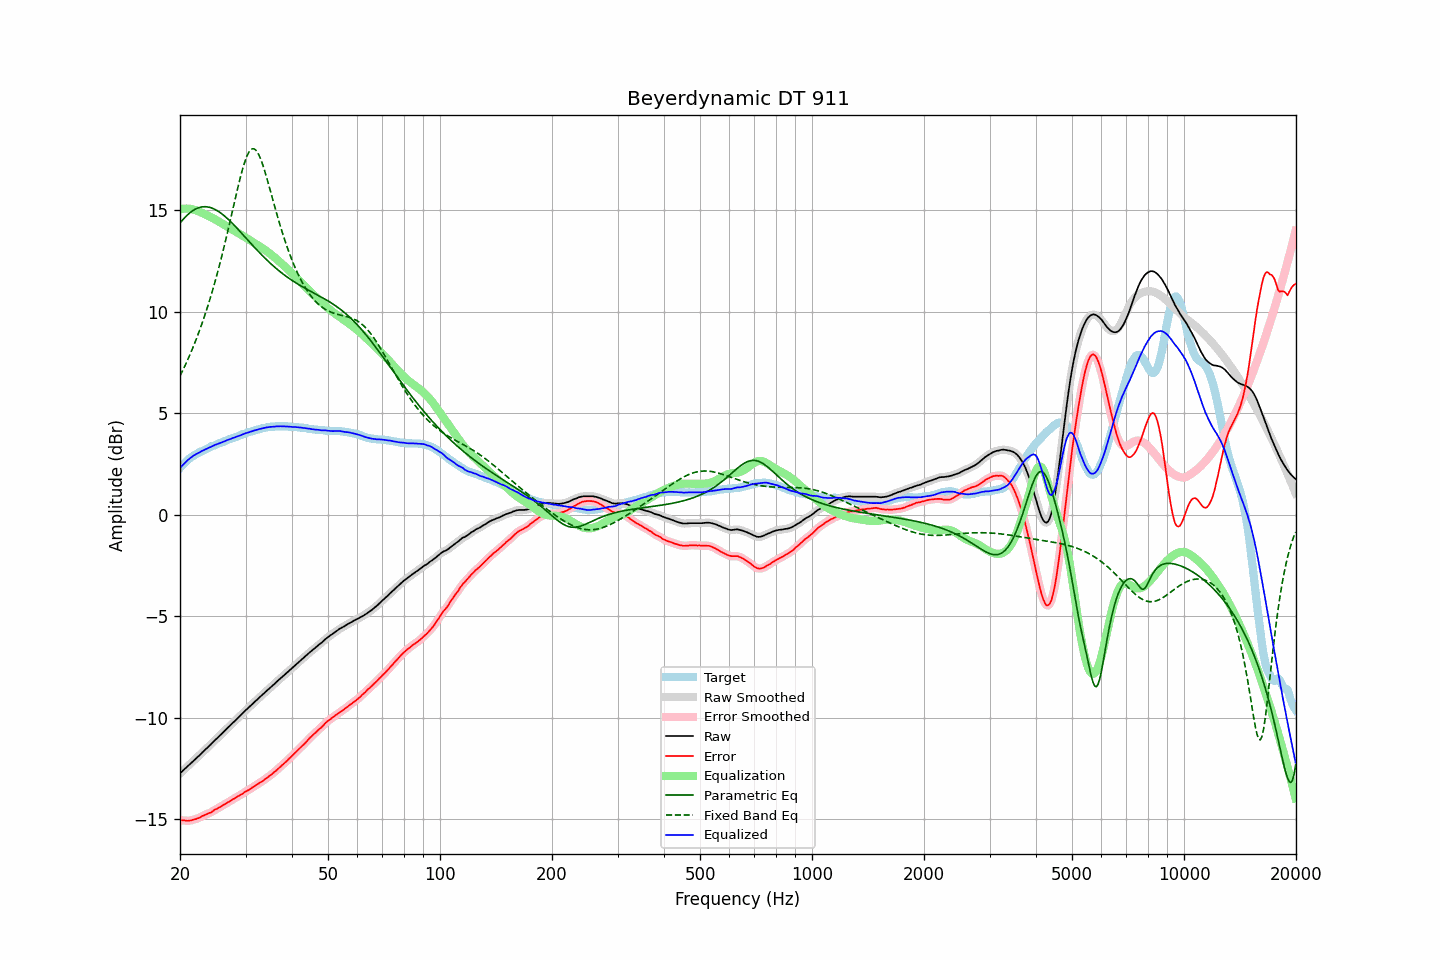 Beyerdynamic DT 911
Amplitude (dBr)
15
10
5
0
−5
−10
−15
Target
Raw Smoothed
Error Smoothed
Raw
Error
Equalization
Parametric Eq
Fixed Band Eq
Equalized
20
50
100
200
500
1000
2000
5000
10000
20000
Frequency (Hz)